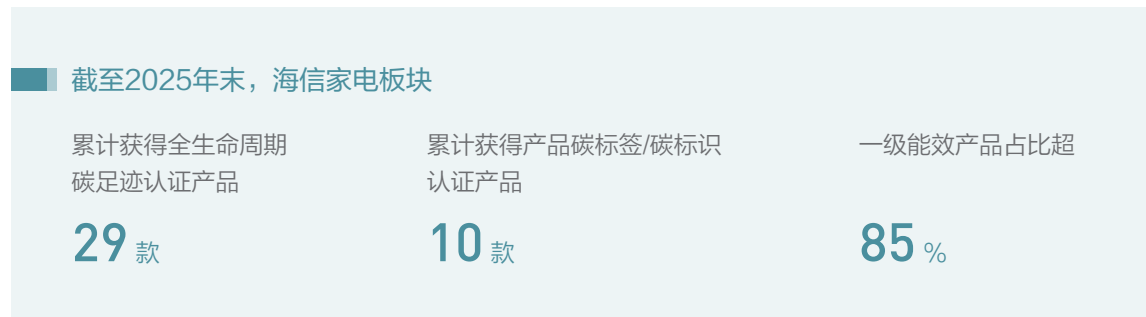 截至2025年末，海信家电板块
累计获得全生命周期
碳足迹认证产品
29 款
累计获得产品碳标签/碳标识
认证产品
10 款
一级能效产品占比超
85 %